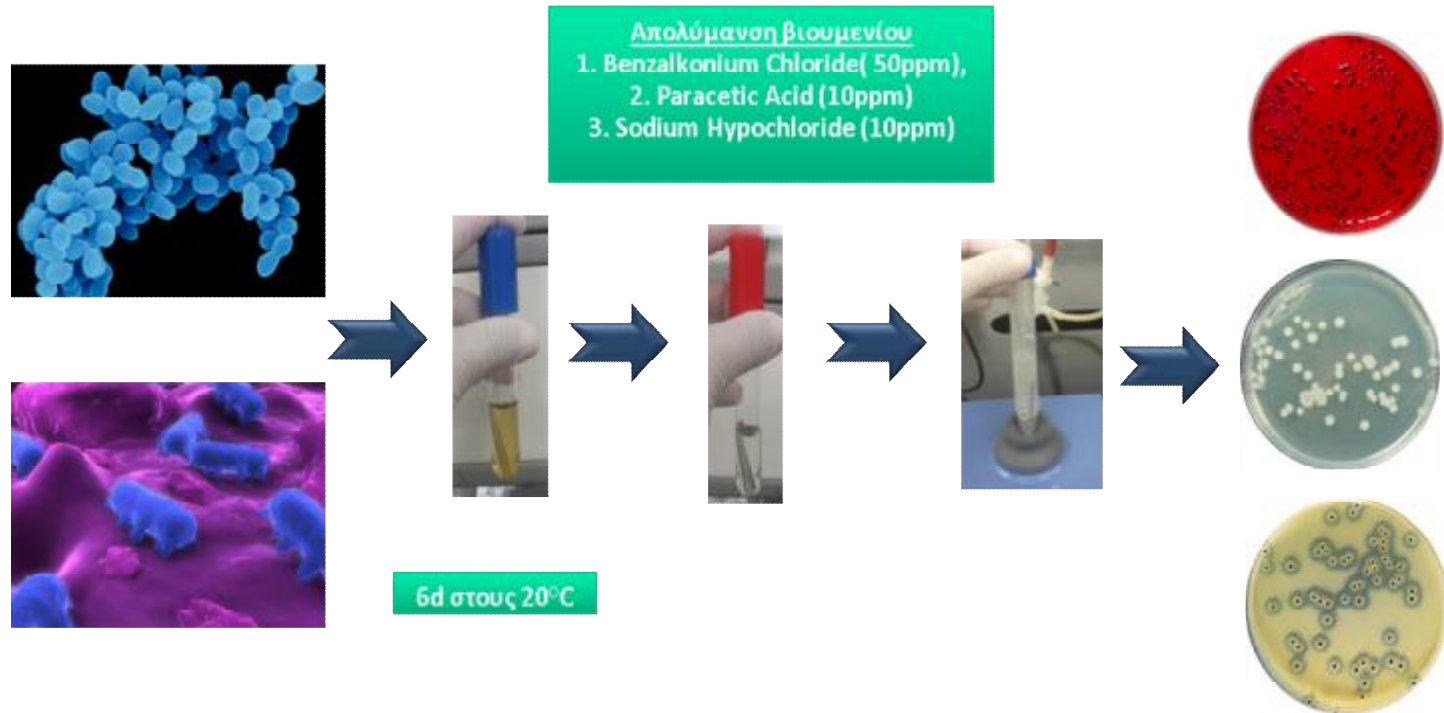 Απολύμανση βιουμενίου
1. Benzalkonium Chloride( 50ppm),
2. Paracetic Acid (10ppm)
3. Sodium Hypochloride (10ppm)
6d στους 20°C